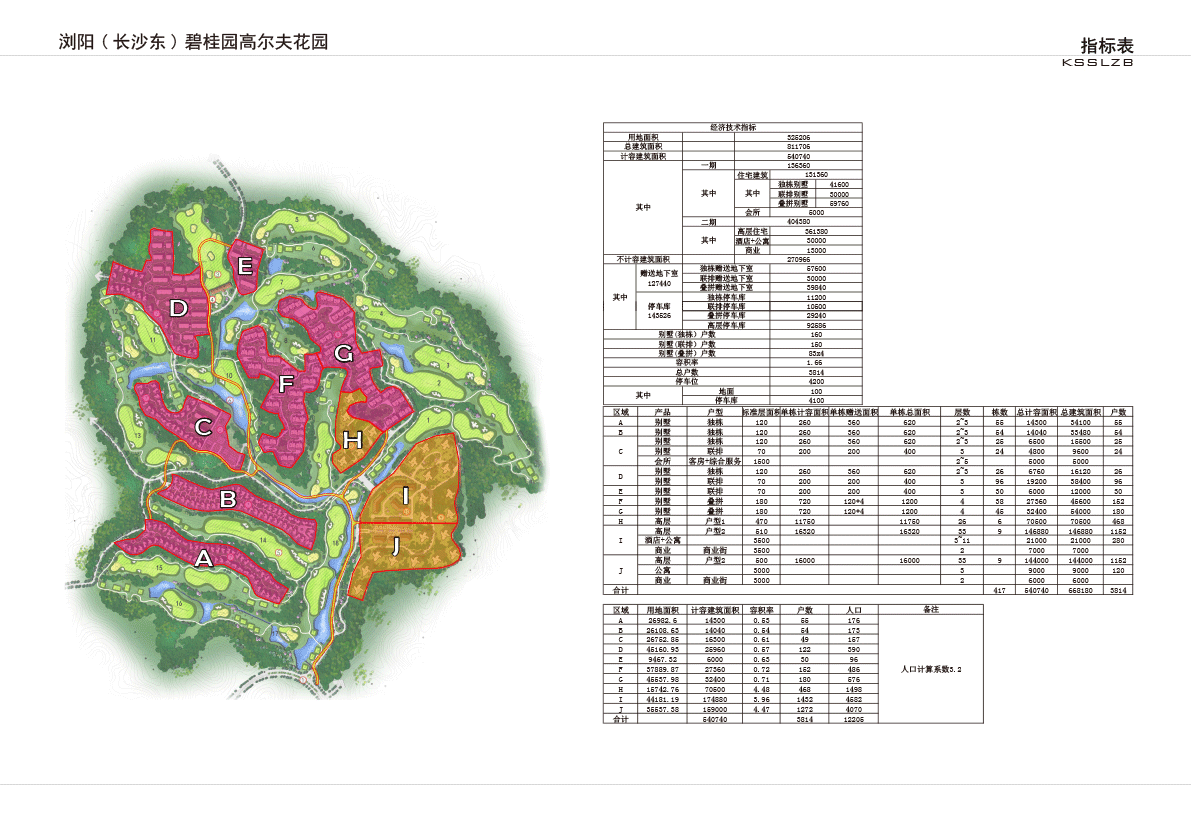 浏阳（长沙东）碧桂园高尔夫花园
指标表
KSSLZB
经济技术指标
用地面积 325206
总建筑面积 811706
计容建筑面积 540740
其中 一期 136360
其中 住宅建筑 131360
其中 独栋别墅 41600
联排别墅 30000
叠拼别墅 59760
会所 5000
二期 404380
其中 高层住宅 361380
酒店+公寓 30000
商业 13000
不计容建筑面积 270966
其中 赠送地下室 127440 独栋赠送地下室 57600
联排赠送地下室 30000
叠拼赠送地下室 39840
停车库 143526 独栋停车库 11200
联排停车库 10500
叠拼停车库 29240
高层停车库 92586
别墅(独栋）户数 160
别墅(联排）户数 150
别墅(叠拼）户数 83x4
容积率 1.66
总户数 3814
停车位 4200
其中 地面 100
停车库 4100
区域 产品 户型 标准层面积 单栋计容面积 单栋赠送面积 单栋总面积 层数 栋数 总计容面积 总建筑面积 户数
A 别墅 独栋 120 260 360 620 2~3 55 14300 34100 55
B 别墅 独栋 120 260 360 620 2~3 54 14040 33480 54
C 别墅 独栋 120 260 360 620 2~3 25 6500 15500 25
别墅 联排 70 200 200 400 3 24 4800 9600 24
会所 客房+综合服务 1500 2~5 5000 5000
D 别墅 独栋 120 260 360 620 2~3 26 6760 16120 26
别墅 联排 70 200 200 400 3 96 19200 38400 96
E 别墅 联排 70 200 200 400 3 30 6000 12000 30
F 别墅 叠拼 180 720 120*4 1200 4 38 27360 45600 152
G 别墅 叠拼 180 720 120*4 1200 4 45 32400 54000 180
H 高层 户型1 470 11750 11750 26 6 70500 70500 468
I 高层 户型2 510 16320 16320 33 9 146880 146880 1152
酒店+公寓 3500 3~11 21000 21000 280
商业 商业街 3500 2 7000 7000
J 高层 户型2 500 16000 16000 33 9 144000 144000 1152
公寓 3000 3 9000 9000 120
商业 商业街 3000 2 6000 6000
合计 417 540740 668180 3814
区域 用地面积 计容建筑面积 容积率 户数 人口 备注
A 26982.6 14300 0.53 55 176
B 26108.63 14040 0.54 54 173
C 26752.85 16300 0.61 49 157
D 45160.93 25960 0.57 122 390
E 9467.32 6000 0.63 30 96
F 37889.87 27360 0.72 152 486
G 45537.98 32400 0.71 180 576
H 15742.76 70500 4.48 468 1498
I 44181.19 174880 3.96 1432 4582
J 35537.38 159000 4.47 1272 4070
合计 540740 3814 12205
人口计算系数3.2
E
D
G
F
C
H
I
B
J
A